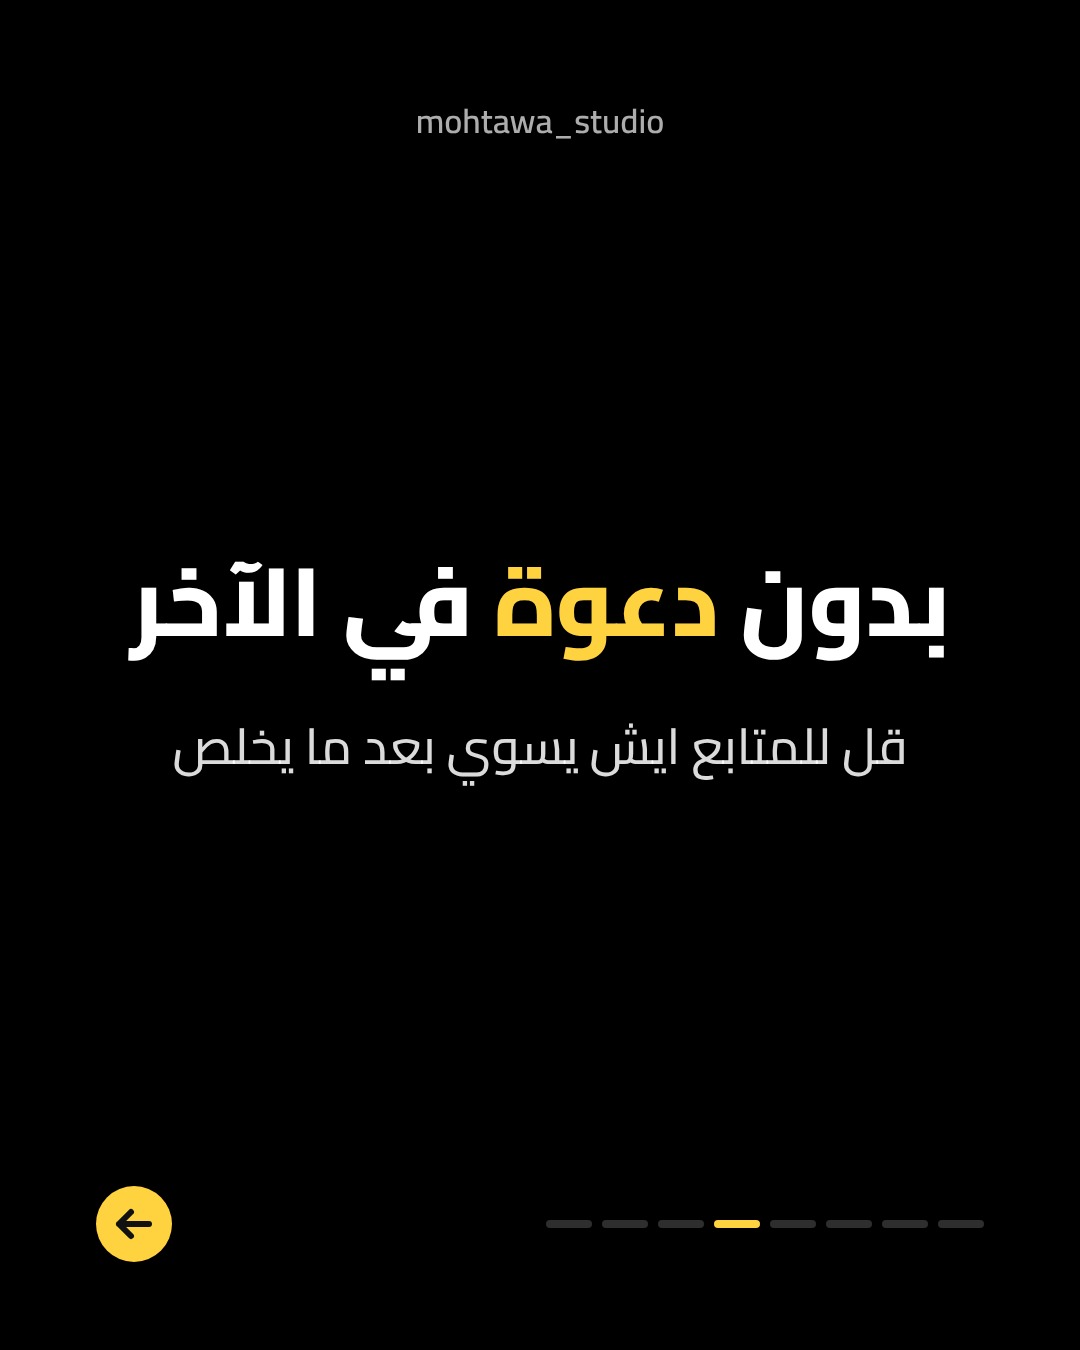 mohtawa_studio
بدون دعوة في الآخر
قل للمتابع ايش يسوي بعد ما يخلص